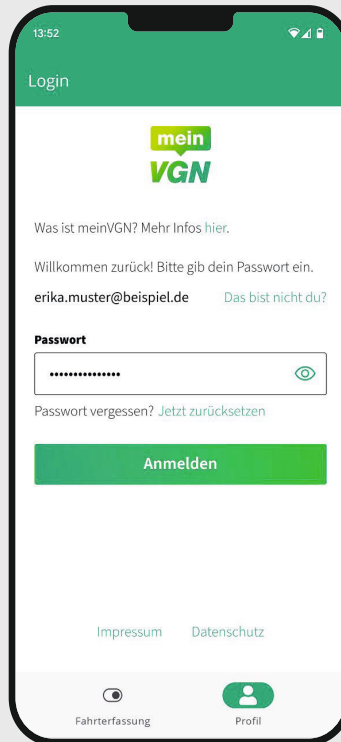 13:52
Login
mein
VGN
Was ist meinVGN? Mehr Infos hier.
Willkommen zurück! Bitte gib dein Passwort ein.
erika.muster@beispiel.de Das bist nicht du?
Passwort
•••••••••••••••
Passwort vergessen? Jetzt zurücksetzen
Anmelden
Impressum Datenschutz
Fahrterfassung Profil